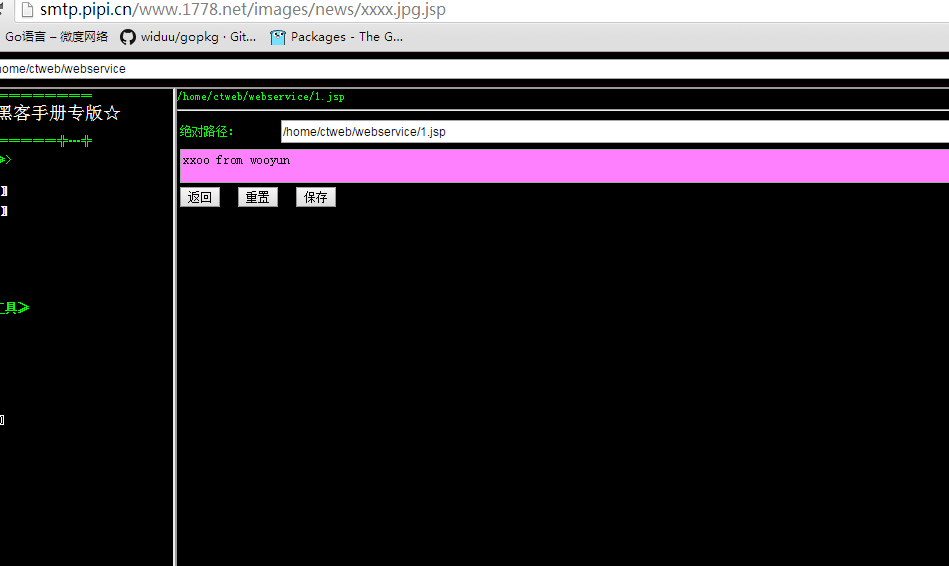 smtp.pipi.cn/www.1778.net/images/news/xxxx.jpg.jsp
Go语言 – 微度网络 widuu/gopkg · Git... Packages - The G...
home/ctweb/webservice
/home/ctweb/webservice/1.jsp
黑客手册专版☆
绝对路径: /home/ctweb/webservice/1.jsp
xxoo from wooyun
返回 重置 保存
具≫